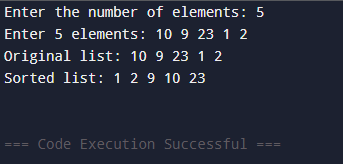 Enter the number of elements: 5
Enter 5 elements: 10 9 23 1 2
Original list: 10 9 23 1 2
Sorted list: 1 2 9 10 23
=== Code Execution Successful ===